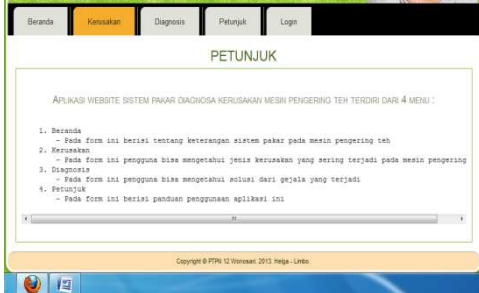 Beranda Kerusakan Diagnosis Petunjuk Login
PETUNJUK
APLIKASI WEBSITE SISTEM PAKAR DIAGNOSA KERUSAKAN MESIN PENGERING TEH TERDIRI DARI 4 MENU :
1. Beranda
- Pada form ini berisi tentang keterangan sistem pakar pada mesin pengering teh
2. Kerusakan
- Pada form ini pengguna bisa mengetahui jenis kerusakan yang sering terjadi pada mesin pengering
3. Diagnosis
- Pada form ini pengguna bisa mengetahui solusi dari gejala yang terjadi
4. Petunjuk
- Pada form ini berisi panduan penggunaan aplikasi ini
Copyright © PTPN 12 Wonosari. 2013. Helga - Limbo.